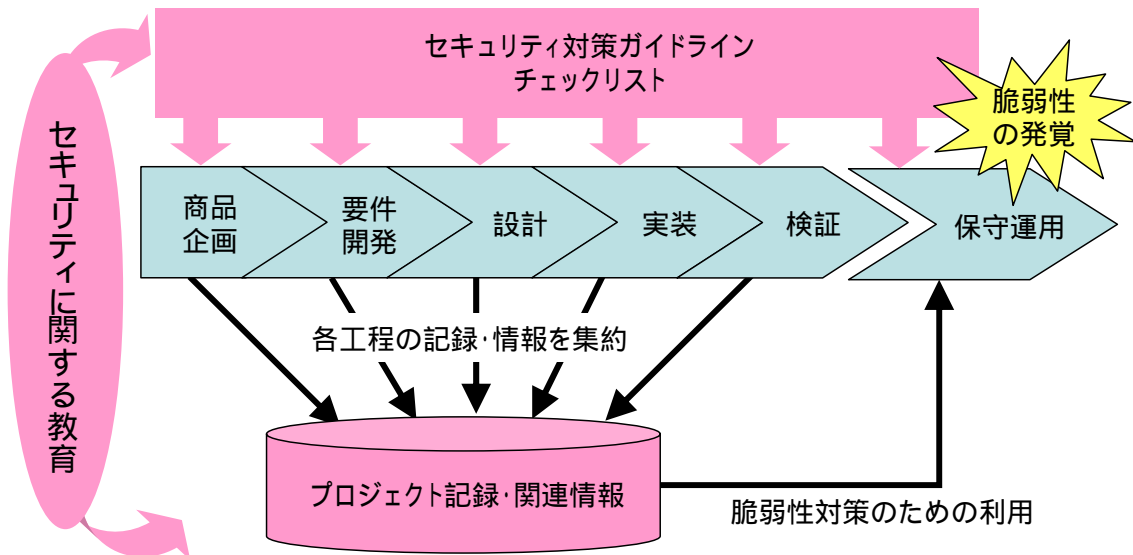 セキュリティ対策ガイドライン
チェックリスト
脆弱性
の発覚
セキュリティに関する教育
商品
企画
要件
開発
設計
実装
検証
保守運用
各工程の記録・情報を集約
プロジェクト記録・関連情報
脆弱性対策のための利用